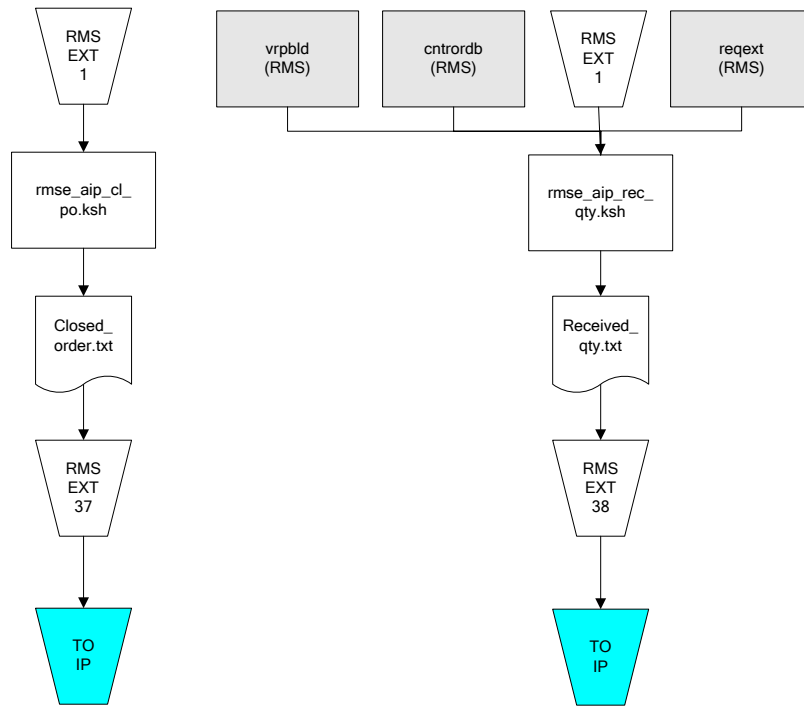 RMS
EXT
1
rmse_aip_cl_
po.ksh
Closed_
order.txt
RMS
EXT
37
TO
IP
vrpbld
(RMS)
cntrordb
(RMS)
RMS
EXT
1
reqext
(RMS)
rmse_aip_rec_
qty.ksh
Received_
qty.txt
RMS
EXT
38
TO
IP